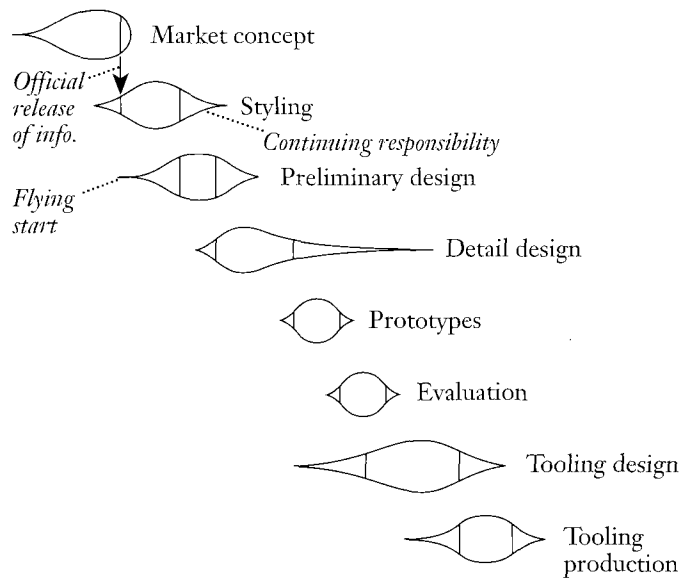 Market concept
Official
release
of info.
Styling
Continuing responsibility
Preliminary design
Flying
start
Detail design
Prototypes
Evaluation
Tooling design
Tooling
production